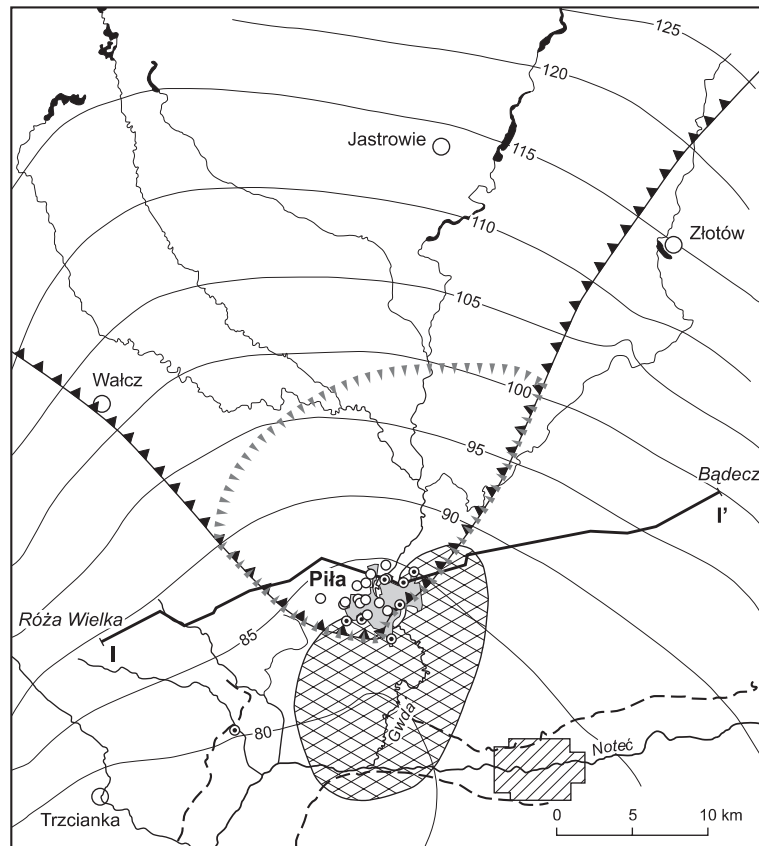 125
120
Jastrowie
115
Złotów
110
105
Wałcz
100
95
Bądecz
90
I'
Piła
Róża Wielka
85
I
Gwda
80
Noteć
Trzcianka
0 5 10 km